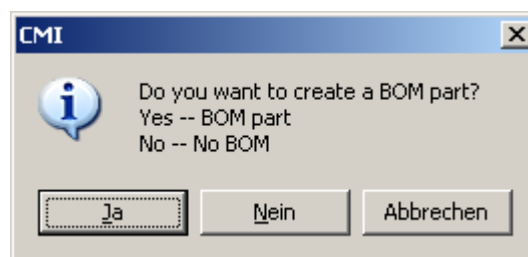 CMI
Do you want to create a BOM part?
Yes -- BOM part
No -- No BOM
Ja
Nein
Abbrechen